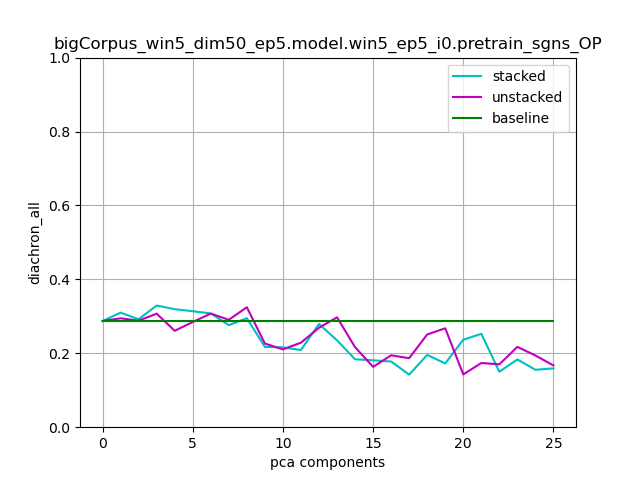 bigCorpus_win5_dim50_ep5.model.win5_ep5_i0.pretrain_sgns_OP
1.0
stacked
unstacked
baseline
0.8
0.6
diachron_all
0.4
0.2
0.0
0 5 10 15 20 25
pca components